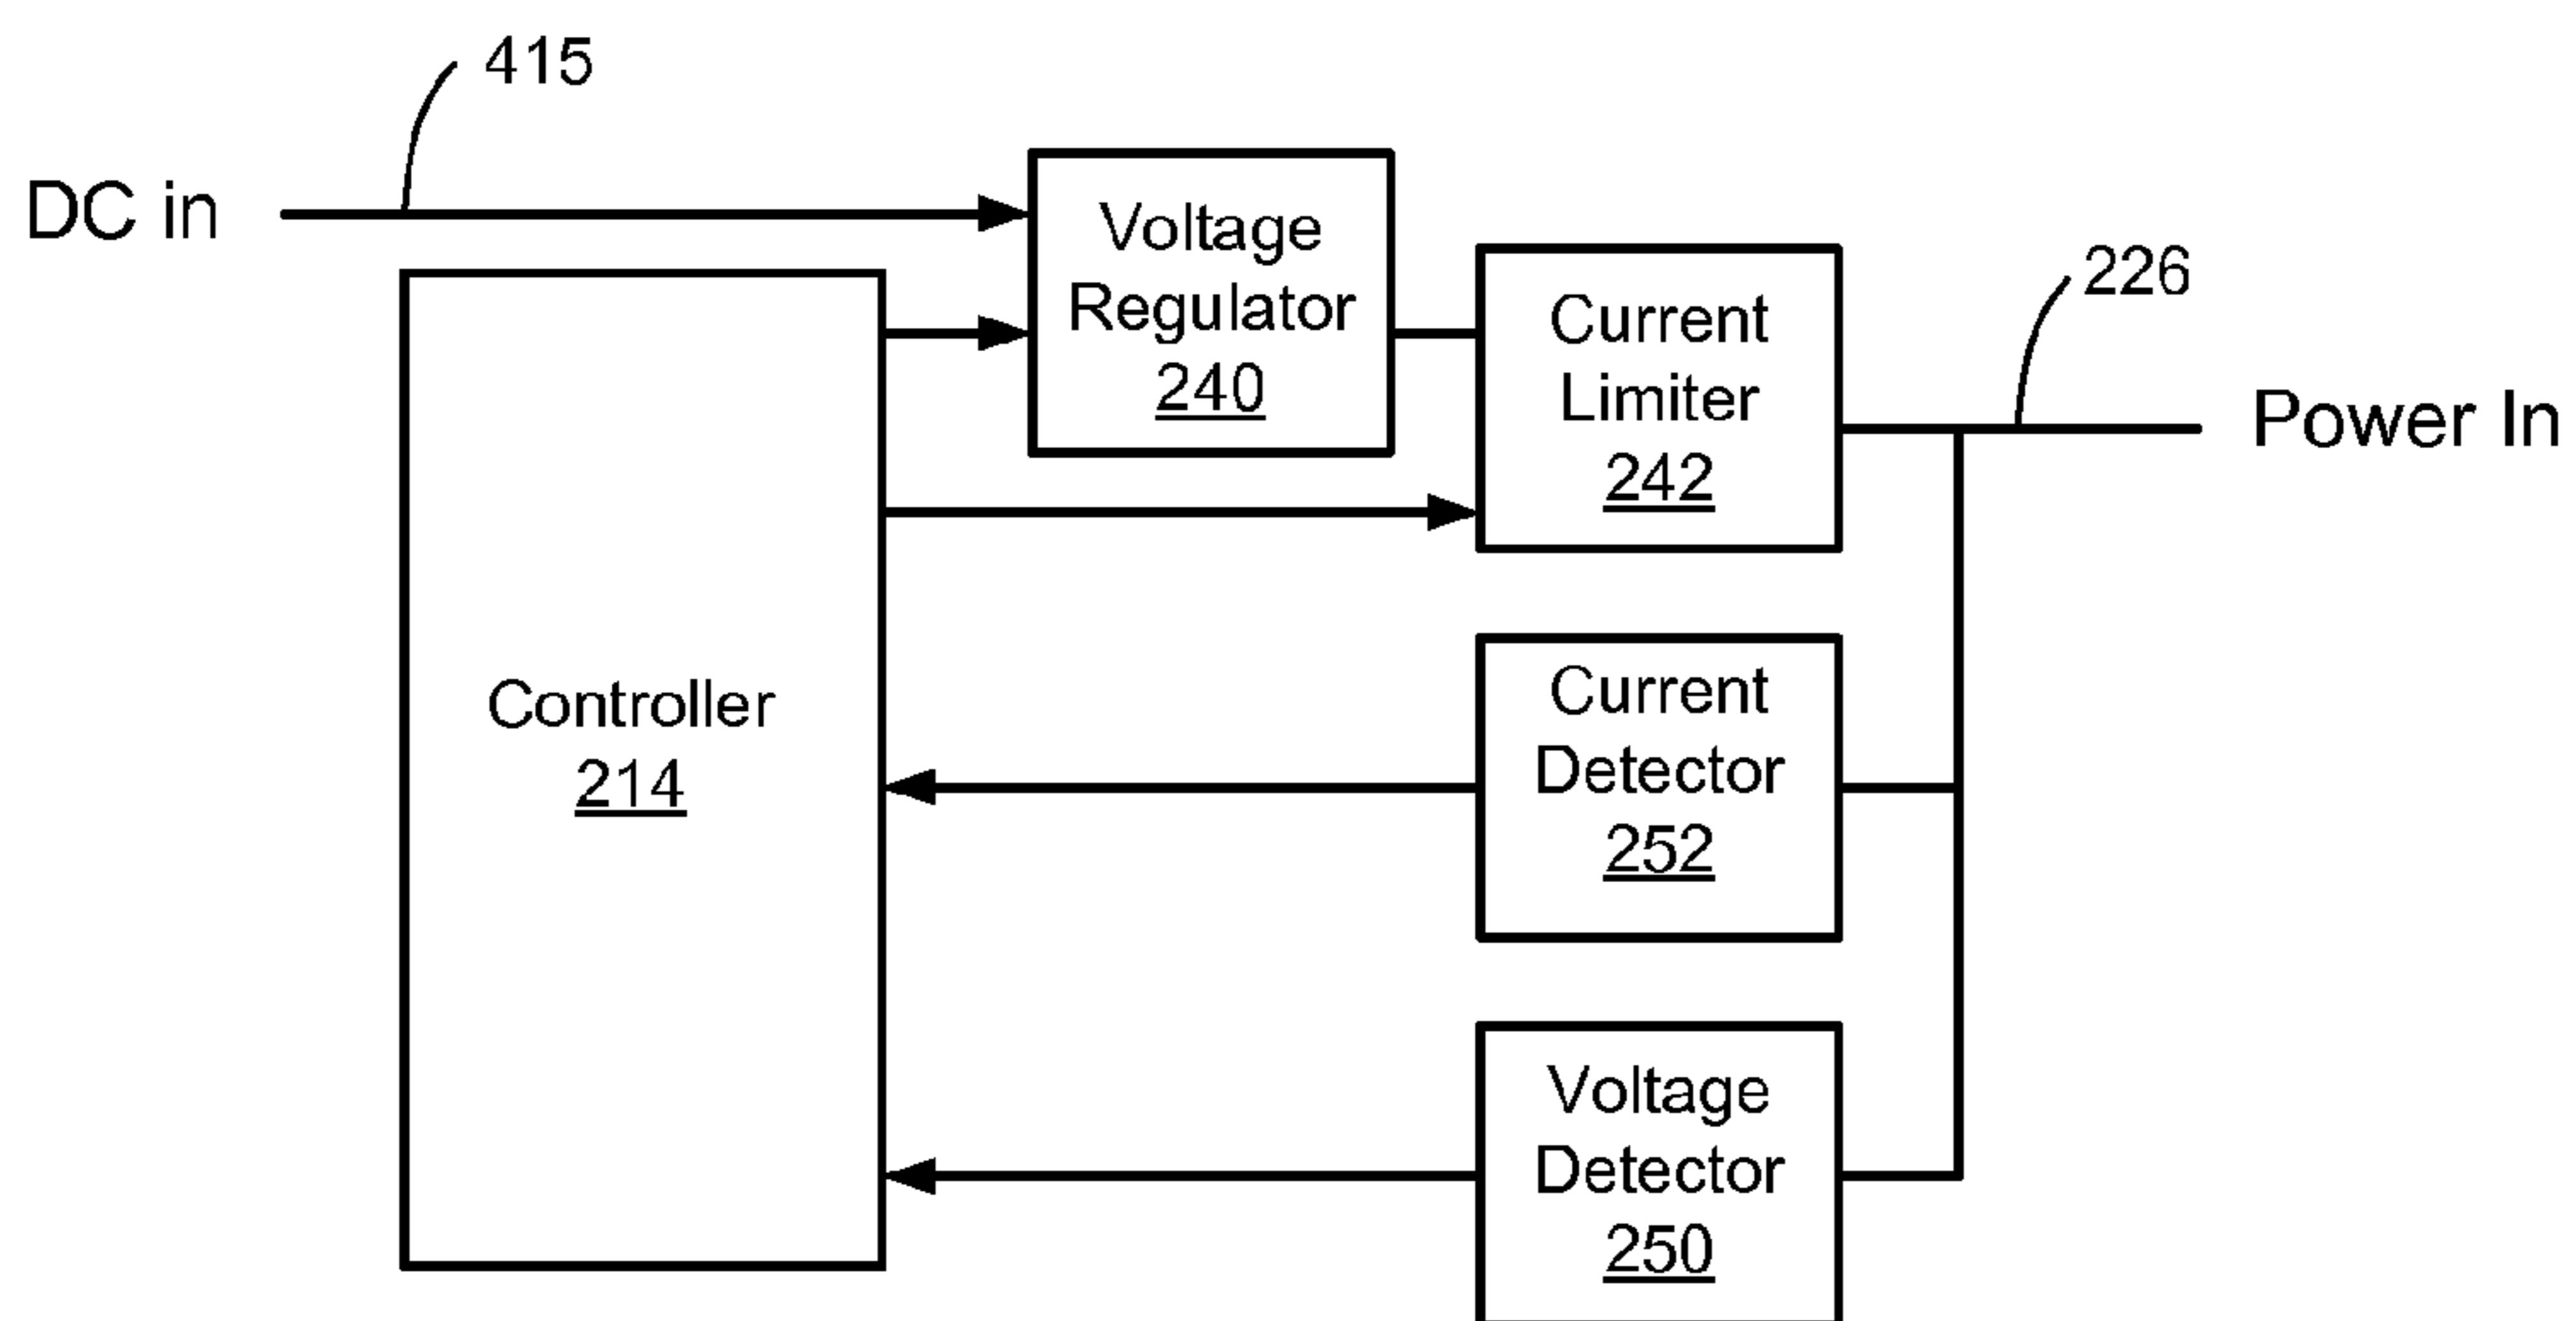 415
DC in
Voltage
Regulator
240
Current
Limiter
242
226
Power In
Controller
214
Current
Detector
252
Voltage
Detector
250